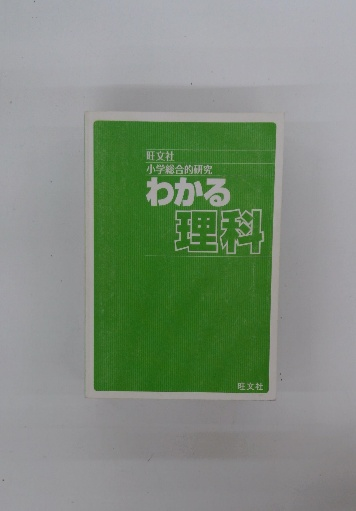 旺文社
小学総合的研究
わかる
理科
旺文社